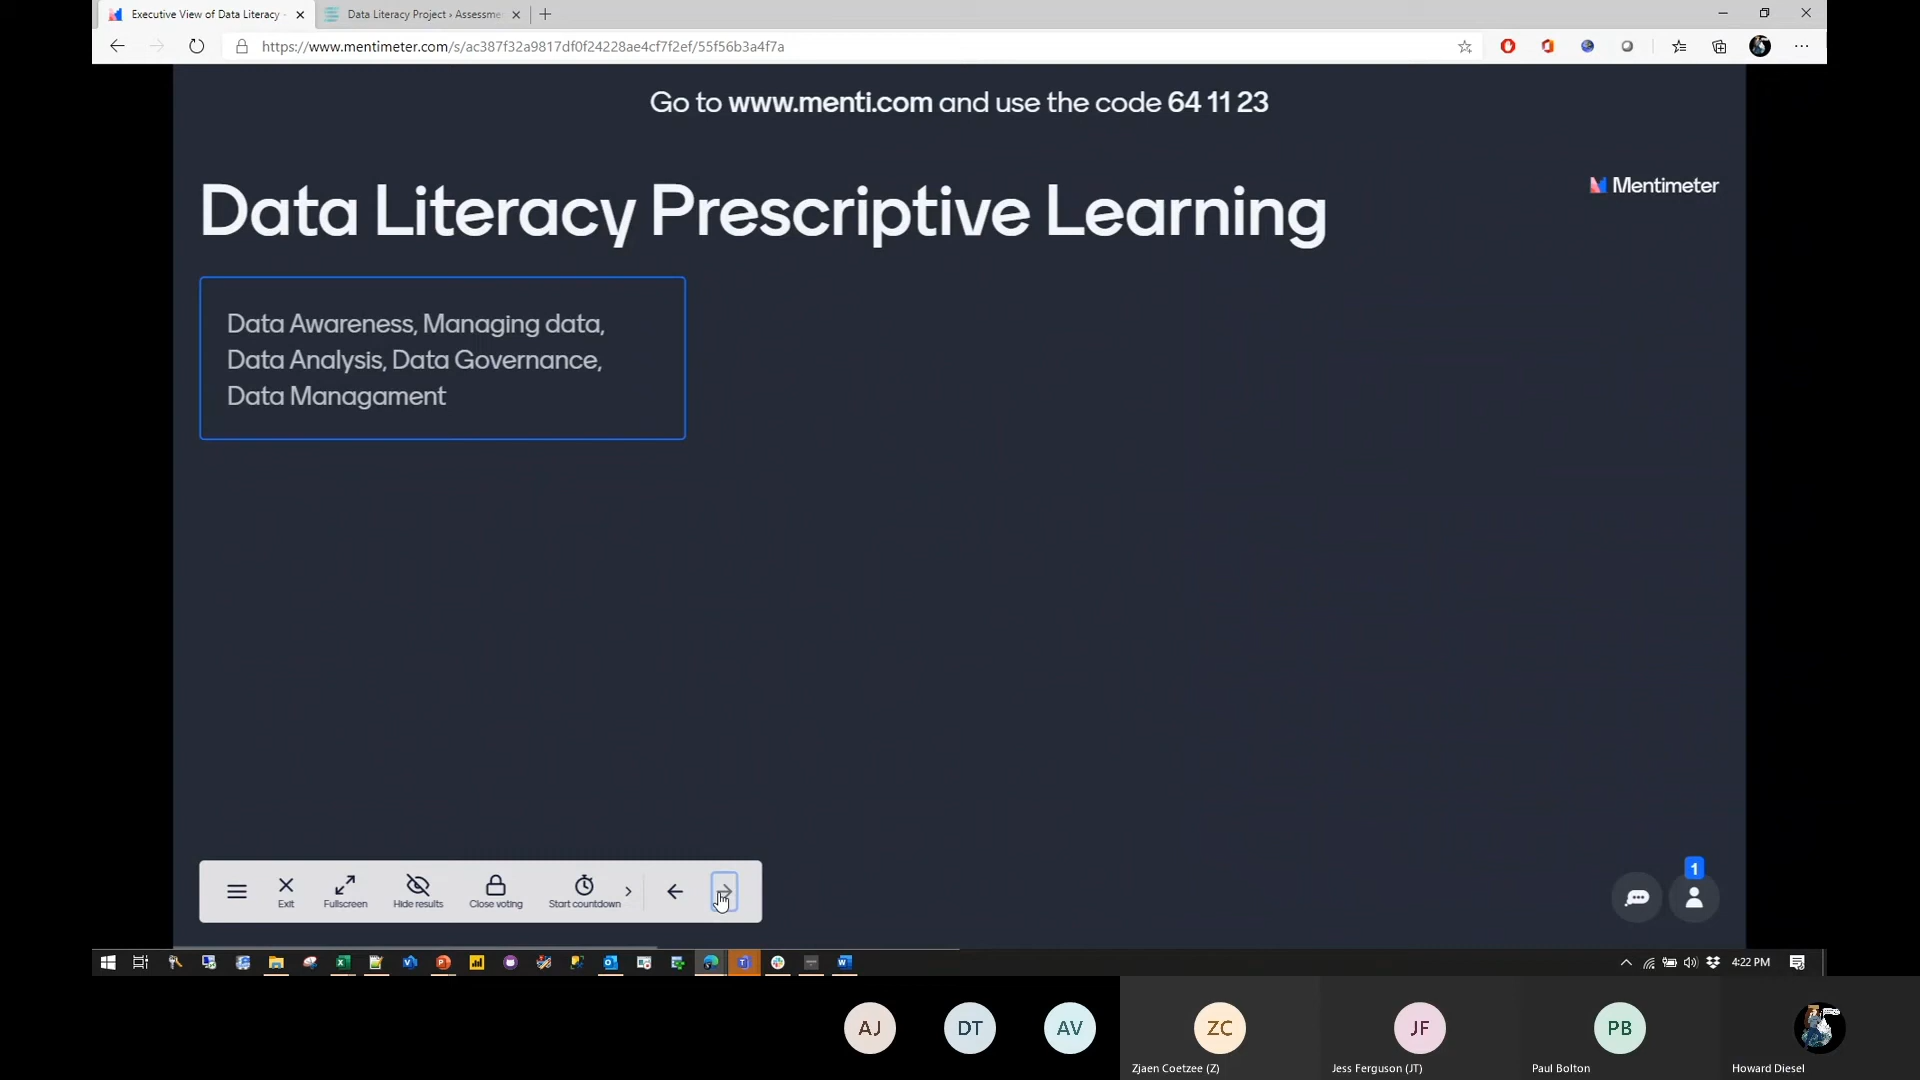 Executive View of Data Literacy -
Data Literacy Project › Assessme
https://www.mentimeter.com/s/ac387f32a9817df0f24228ae4cf7f2ef/55f56b3a4f7a
Go to www.menti.com and use the code 64 11 23
Mentimeter
Data Literacy Prescriptive Learning
Data Awareness, Managing data,
Data Analysis, Data Governance,
Data Managament
1
Exit
Fullscreen
Hide results
Close voting
Start countdown
4:22 PM
AJ
DT
AV
ZC
JF
PB
Zjaen Coetzee (Z)
Jess Ferguson (JT)
Paul Bolton
Howard Diesel